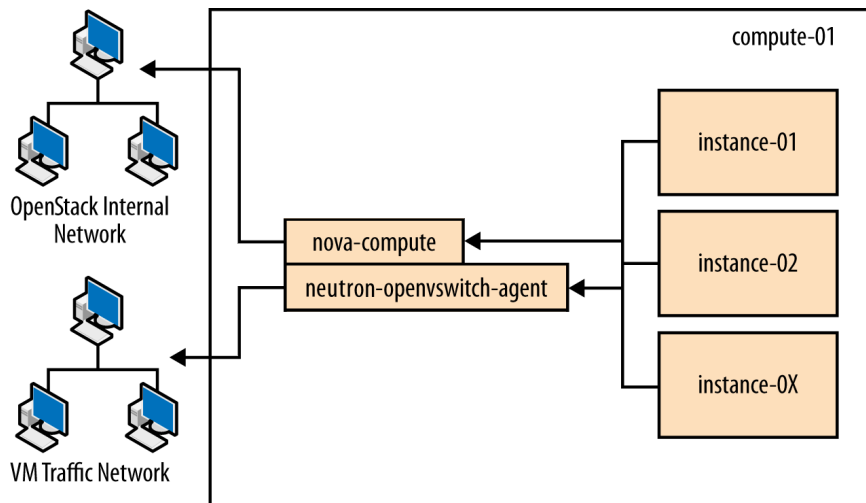 compute-01
instance-01
OpenStack Internal
Network
nova-compute
instance-02
neutron-openvswitch-agent
instance-0X
VM Traffic Network